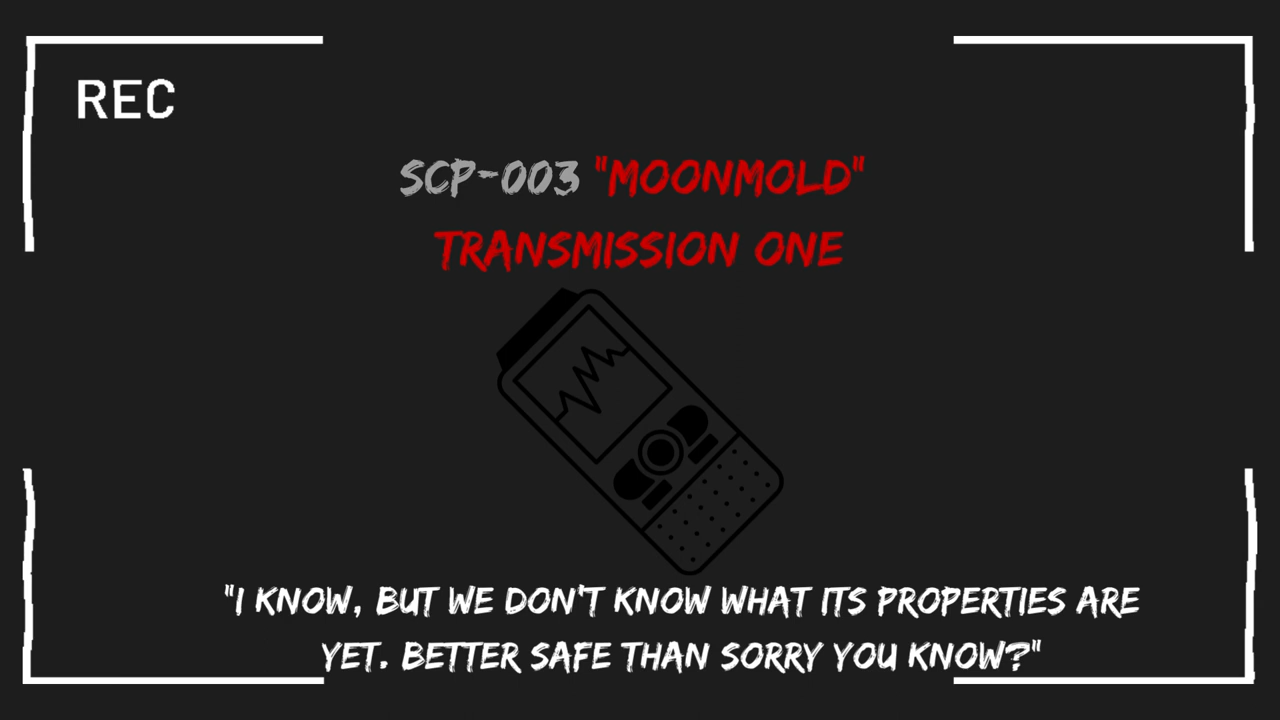 REC
SCP-003 "MOONMOLD"
TRANSMISSION ONE
"I KNOW, BUT WE DON'T KNOW WHAT ITS PROPERTIES ARE
YET. BETTER SAFE THAN SORRY YOU KNOW?"